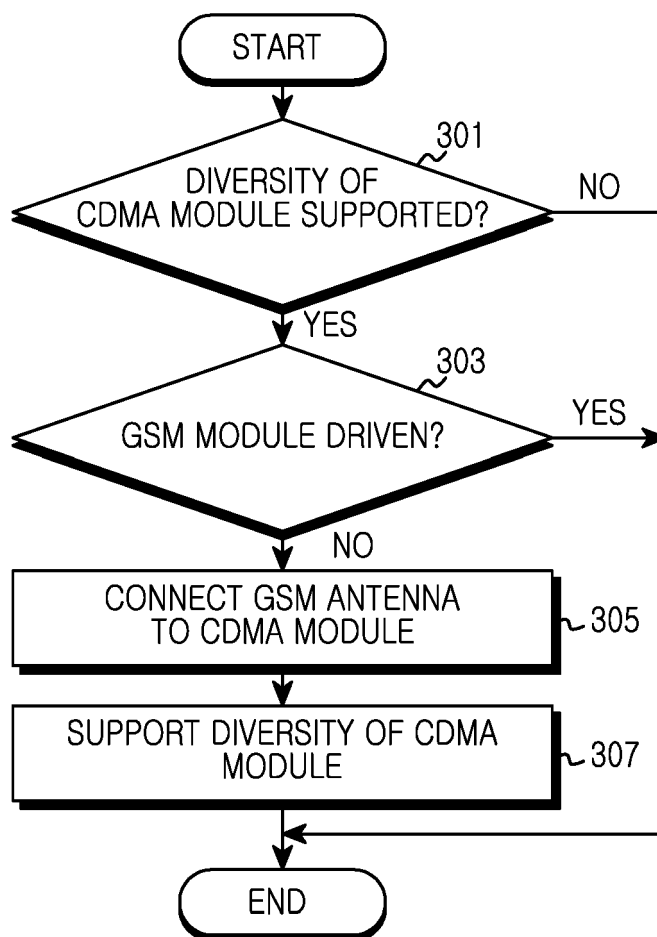 START
301
DIVERSITY OF
CDMA MODULE SUPPORTED?
NO
YES
303
GSM MODULE DRIVEN?
YES
NO
CONNECT GSM ANTENNA
TO CDMA MODULE
305
SUPPORT DIVERSITY OF CDMA
MODULE
307
END